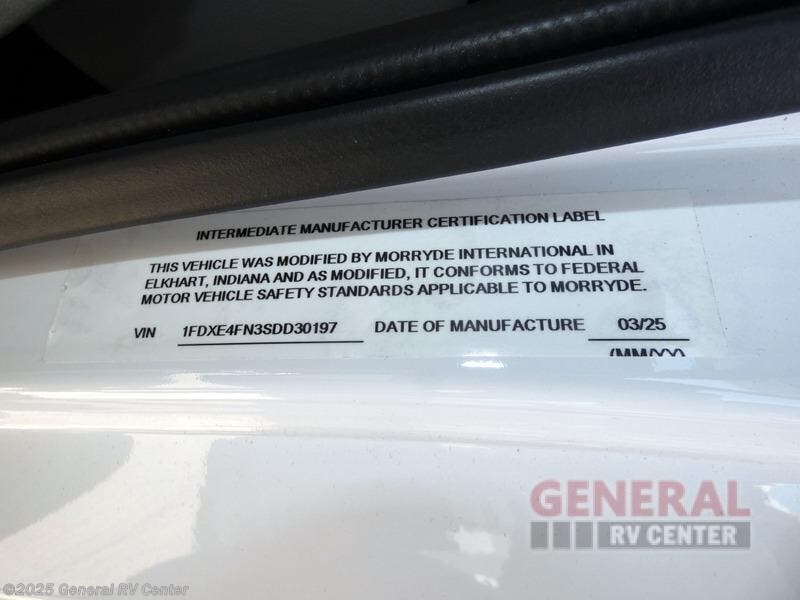 INTERMEDIATE MANUFACTURER CERTIFICATION LABEL
THIS VEHICLE WAS MODIFIED BY MORRYDE INTERNATIONAL IN
ELKHART, INDIANA AND AS MODIFIED, IT CONFORMS TO FEDERAL
MOTOR VEHICLE SAFETY STANDARDS APPLICABLE TO MORRYDE.
VIN 1FDXE4FN3SDD30197 DATE OF MANUFACTURE 03/25
(MM/YY)
GENERAL
RV CENTER
©2025 General RV Center